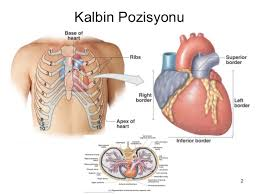 Kalbin Pozisyonu
Base of
heart
Ribs
Apex of
heart
Right
border
Superior
border
Left
border
Inferior border
2